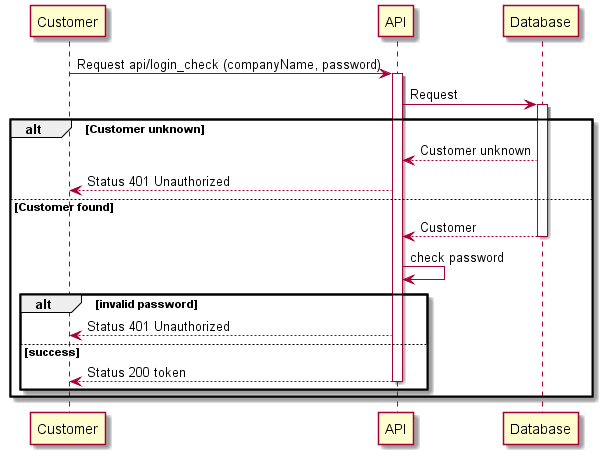 Customer
API
Database
Request api/login_check (companyName, password)
Request
alt
[Customer unknown]
Customer unknown
Status 401 Unauthorized
[Customer found]
Customer
check password
alt
[invalid password]
Status 401 Unauthorized
[success]
Status 200 token
Customer
API
Database